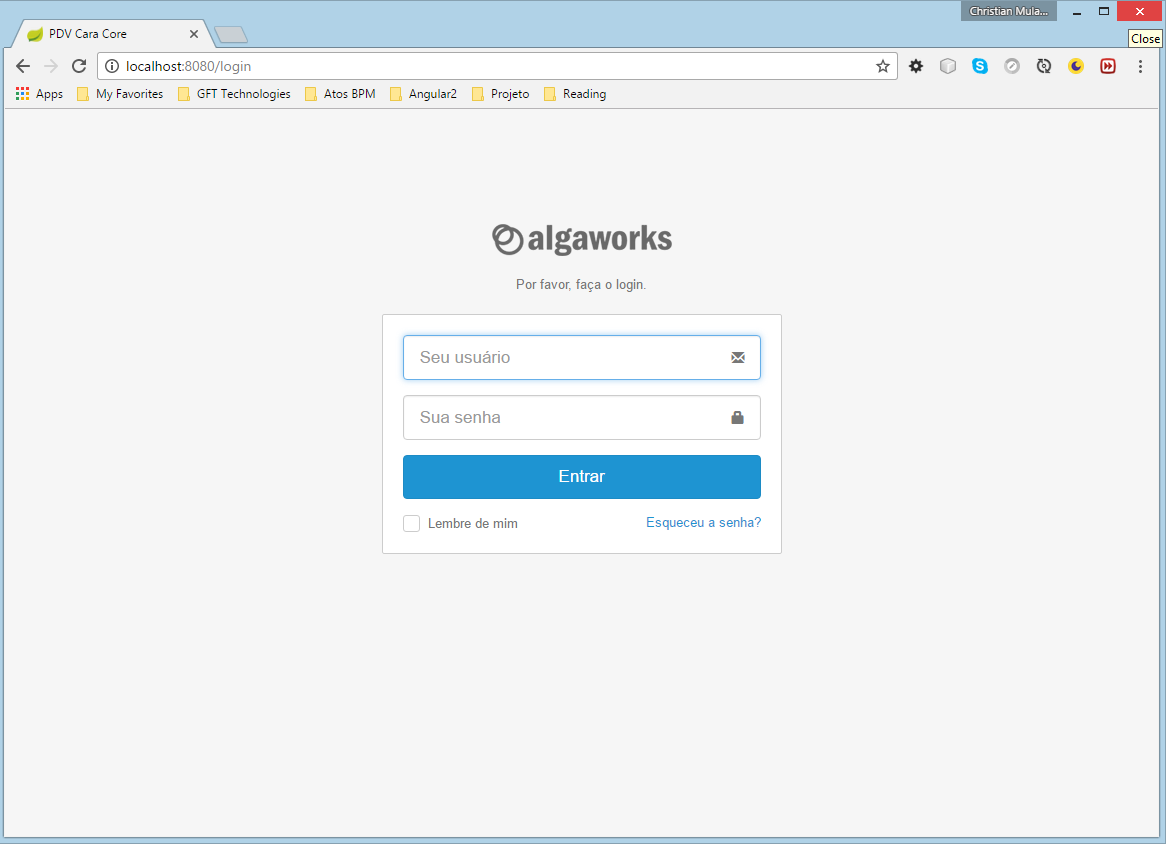 Christian Mula...
PDV Cara Core
Close
localhost:8080/login
Apps My Favorites GFT Technologies Atos BPM Angular2 Projeto Reading
algaworks
Por favor, faça o login.
Seu usuário
Sua senha
Entrar
Lembre de mim Esqueceu a senha?